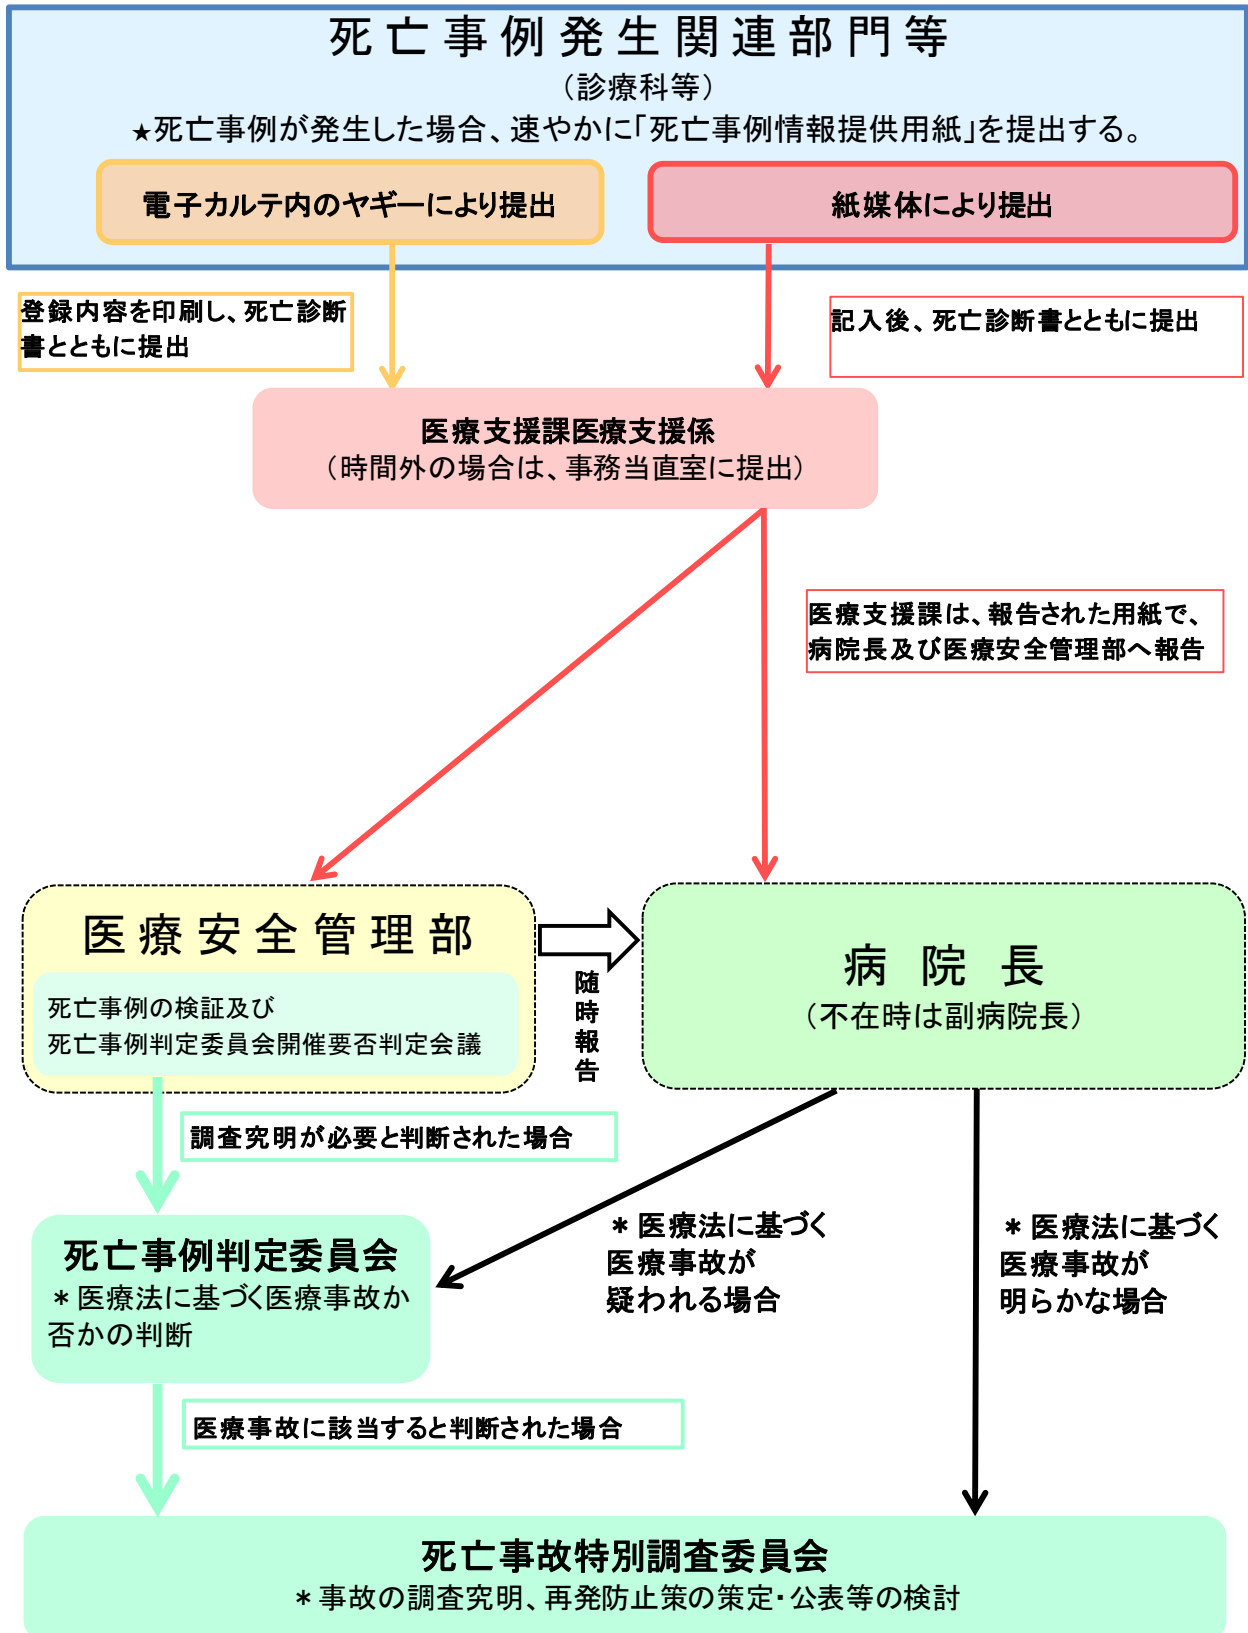 死亡事例発生関連部門等
（診療科等）
★死亡事例が発生した場合、速やかに「死亡事例情報提供用紙」を提出する。
電子カルテ内のヤギーにより提出
紙媒体により提出
登録内容を印刷し、死亡診断
書とともに提出
記入後、死亡診断書とともに提出
医療支援課医療支援係
（時間外の場合は、事務当直室に提出）
医療支援課は、報告された用紙で、
病院長及び医療安全管理部へ報告
医療安全管理部
死亡事例の検証及び
死亡事例判定委員会開催要否判定会議
随時報告
病院長
（不在時は副病院長）
調査究明が必要と判断された場合
死亡事例判定委員会
＊医療法に基づく医療事故か
否かの判断
＊医療法に基づく
医療事故が
疑われる場合
＊医療法に基づく
医療事故が
明らかな場合
医療事故に該当すると判断された場合
死亡事故特別調査委員会
＊事故の調査究明、再発防止策の策定・公表等の検討